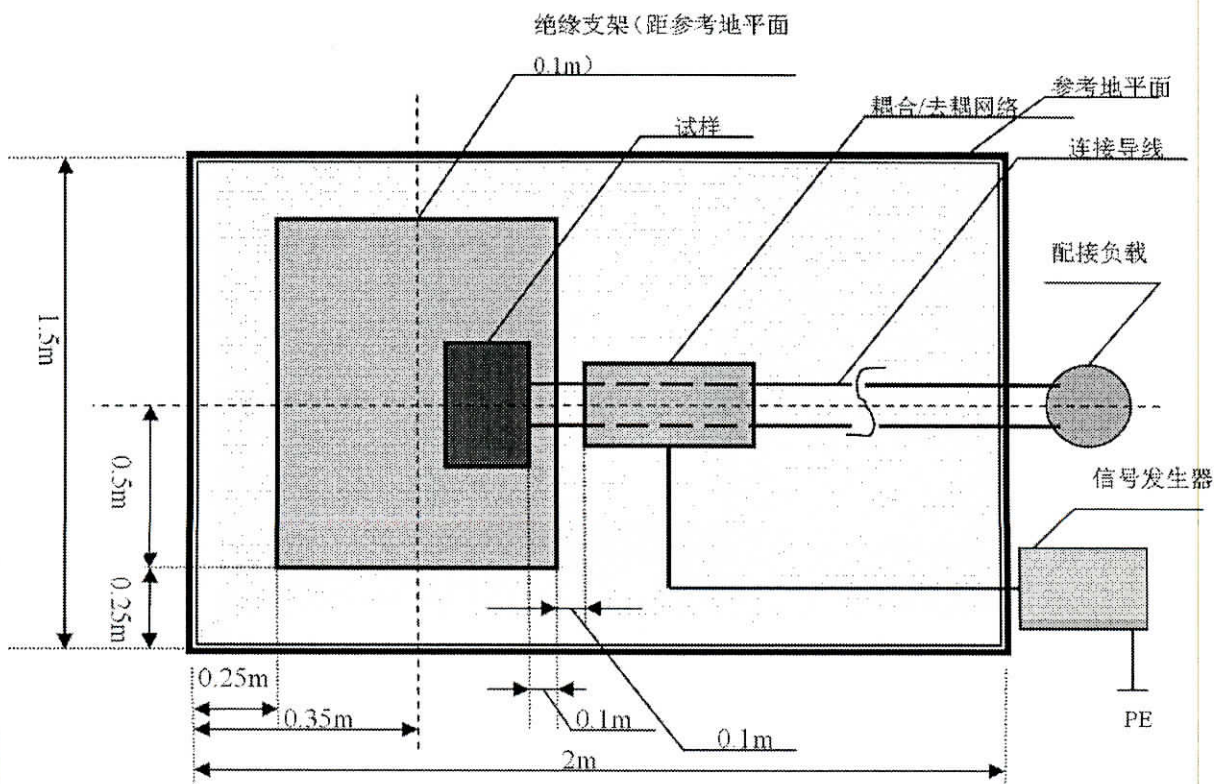 绝缘支架（距参考地平面
0.1m）
参考地平面
耦合/去耦网络
试样
连接导线
配接负载
1.5m
0.5m
信号发生器
0.25m
0.25m
0.35m
0.1m
0.1m
PE
2m